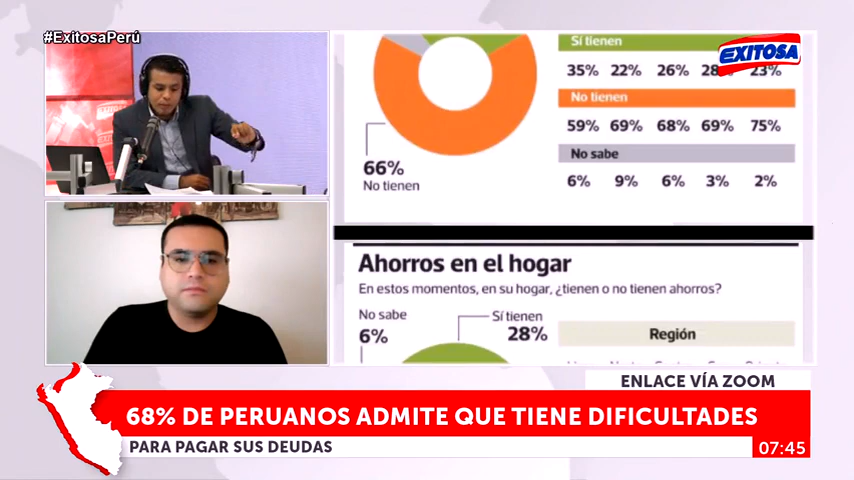 #ExitosaPerú
EXITOSA
Sí tienen
35% 22% 26% 28% 23%
No tienen
59% 69% 68% 69% 75%
No sabe
6% 9% 6% 3% 2%
66%
No tienen
Ahorros en el hogar
En estos momentos, en su hogar, ¿tienen o no tienen ahorros?
No sabe
6%
Sí tienen
28%
Región
ENLACE VÍA ZOOM
68% DE PERUANOS ADMITE QUE TIENE DIFICULTADES
PARA PAGAR SUS DEUDAS
07:45